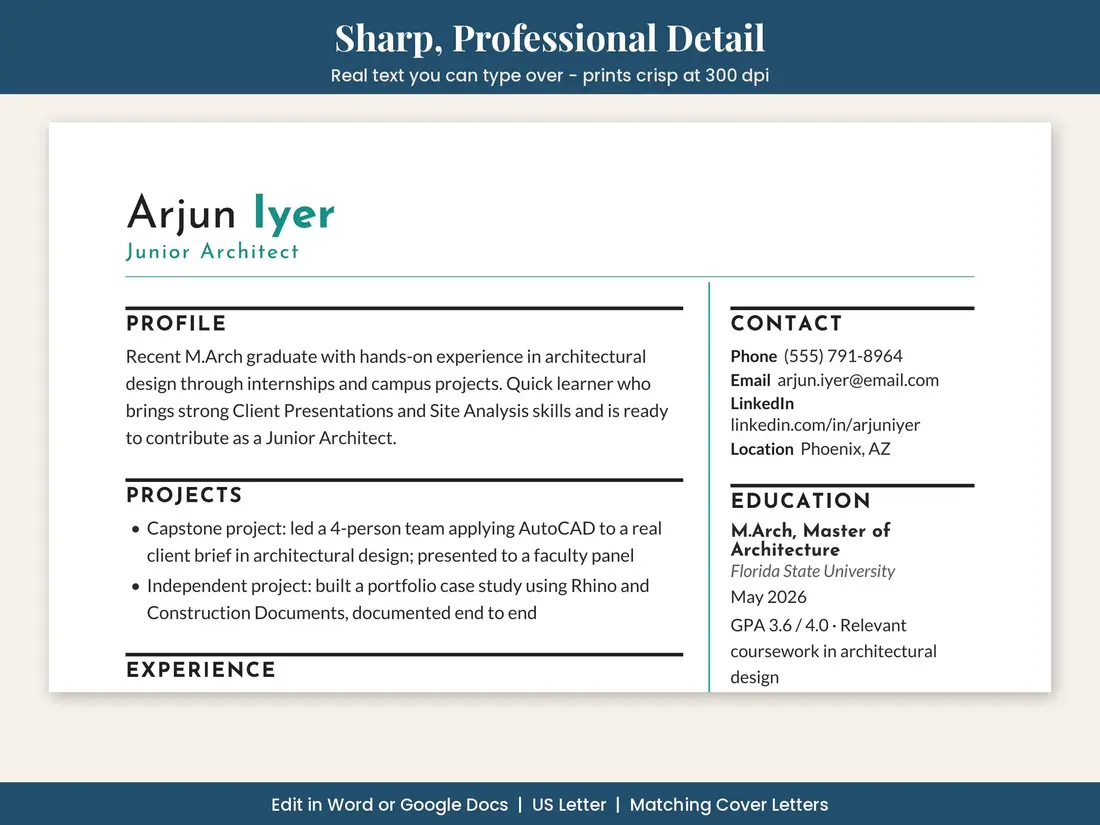 Sharp, Professional Detail
Real text you can type over - prints crisp at 300 dpi
Arjun Iyer
Junior Architect
PROFILE
Recent M.Arch graduate with hands-on experience in architectural
design through internships and campus projects. Quick learner who
brings strong Client Presentations and Site Analysis skills and is ready
to contribute as a Junior Architect.
PROJECTS
• Capstone project: led a 4-person team applying AutoCAD to a real
client brief in architectural design; presented to a faculty panel
• Independent project: built a portfolio case study using Rhino and
Construction Documents, documented end to end
EXPERIENCE
CONTACT
Phone (555) 791-8964
Email arjun.iyer@email.com
LinkedIn
linkedin.com/in/arjuniyer
Location Phoenix, AZ
EDUCATION
M.Arch, Master of
Architecture
Florida State University
May 2026
GPA 3.6 / 4.0 · Relevant
coursework in architectural
design
Edit in Word or Google Docs | US Letter | Matching Cover Letters